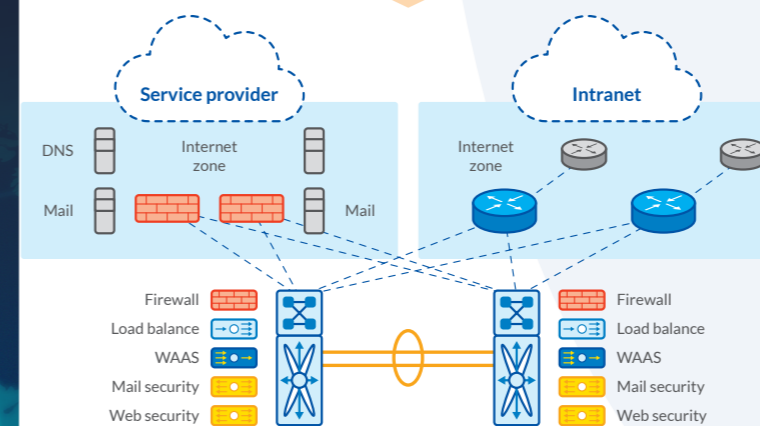 Service provider
Intranet
DNS
Internet
zone
Internet
zone
Mail
Mail
Firewall
Firewall
Load balance
Load balance
WAAS
WAAS
Mail security
Mail security
Web security
Web security